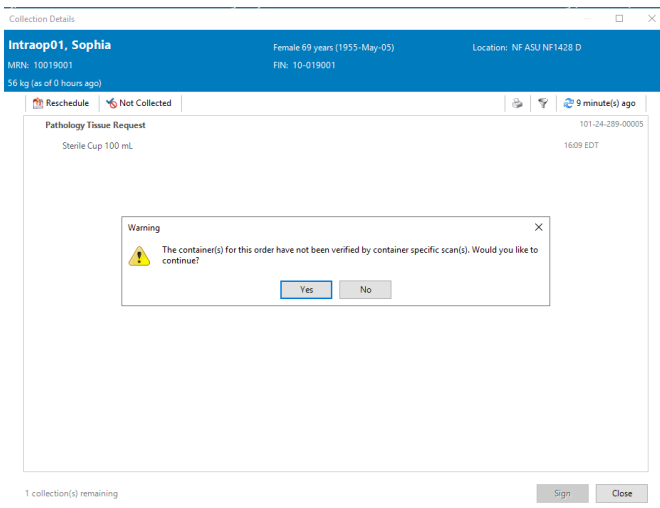 Collection Details
Intraop01, Sophia
Female 69 years (1955-May-05)
Location: NF ASU NF1428 D
MRN: 10019001
FIN: 10-019001
56 kg (as of 0 hours ago)
Reschedule
Not Collected
9 minute(s) ago
Pathology Tissue Request
101-24-289-00005
Sterile Cup 100 mL
16:09 EDT
Warning
The container(s) for this order have not been verified by container specific scan(s). Would you like to
continue?
Yes
No
1 collection(s) remaining
Sign
Close